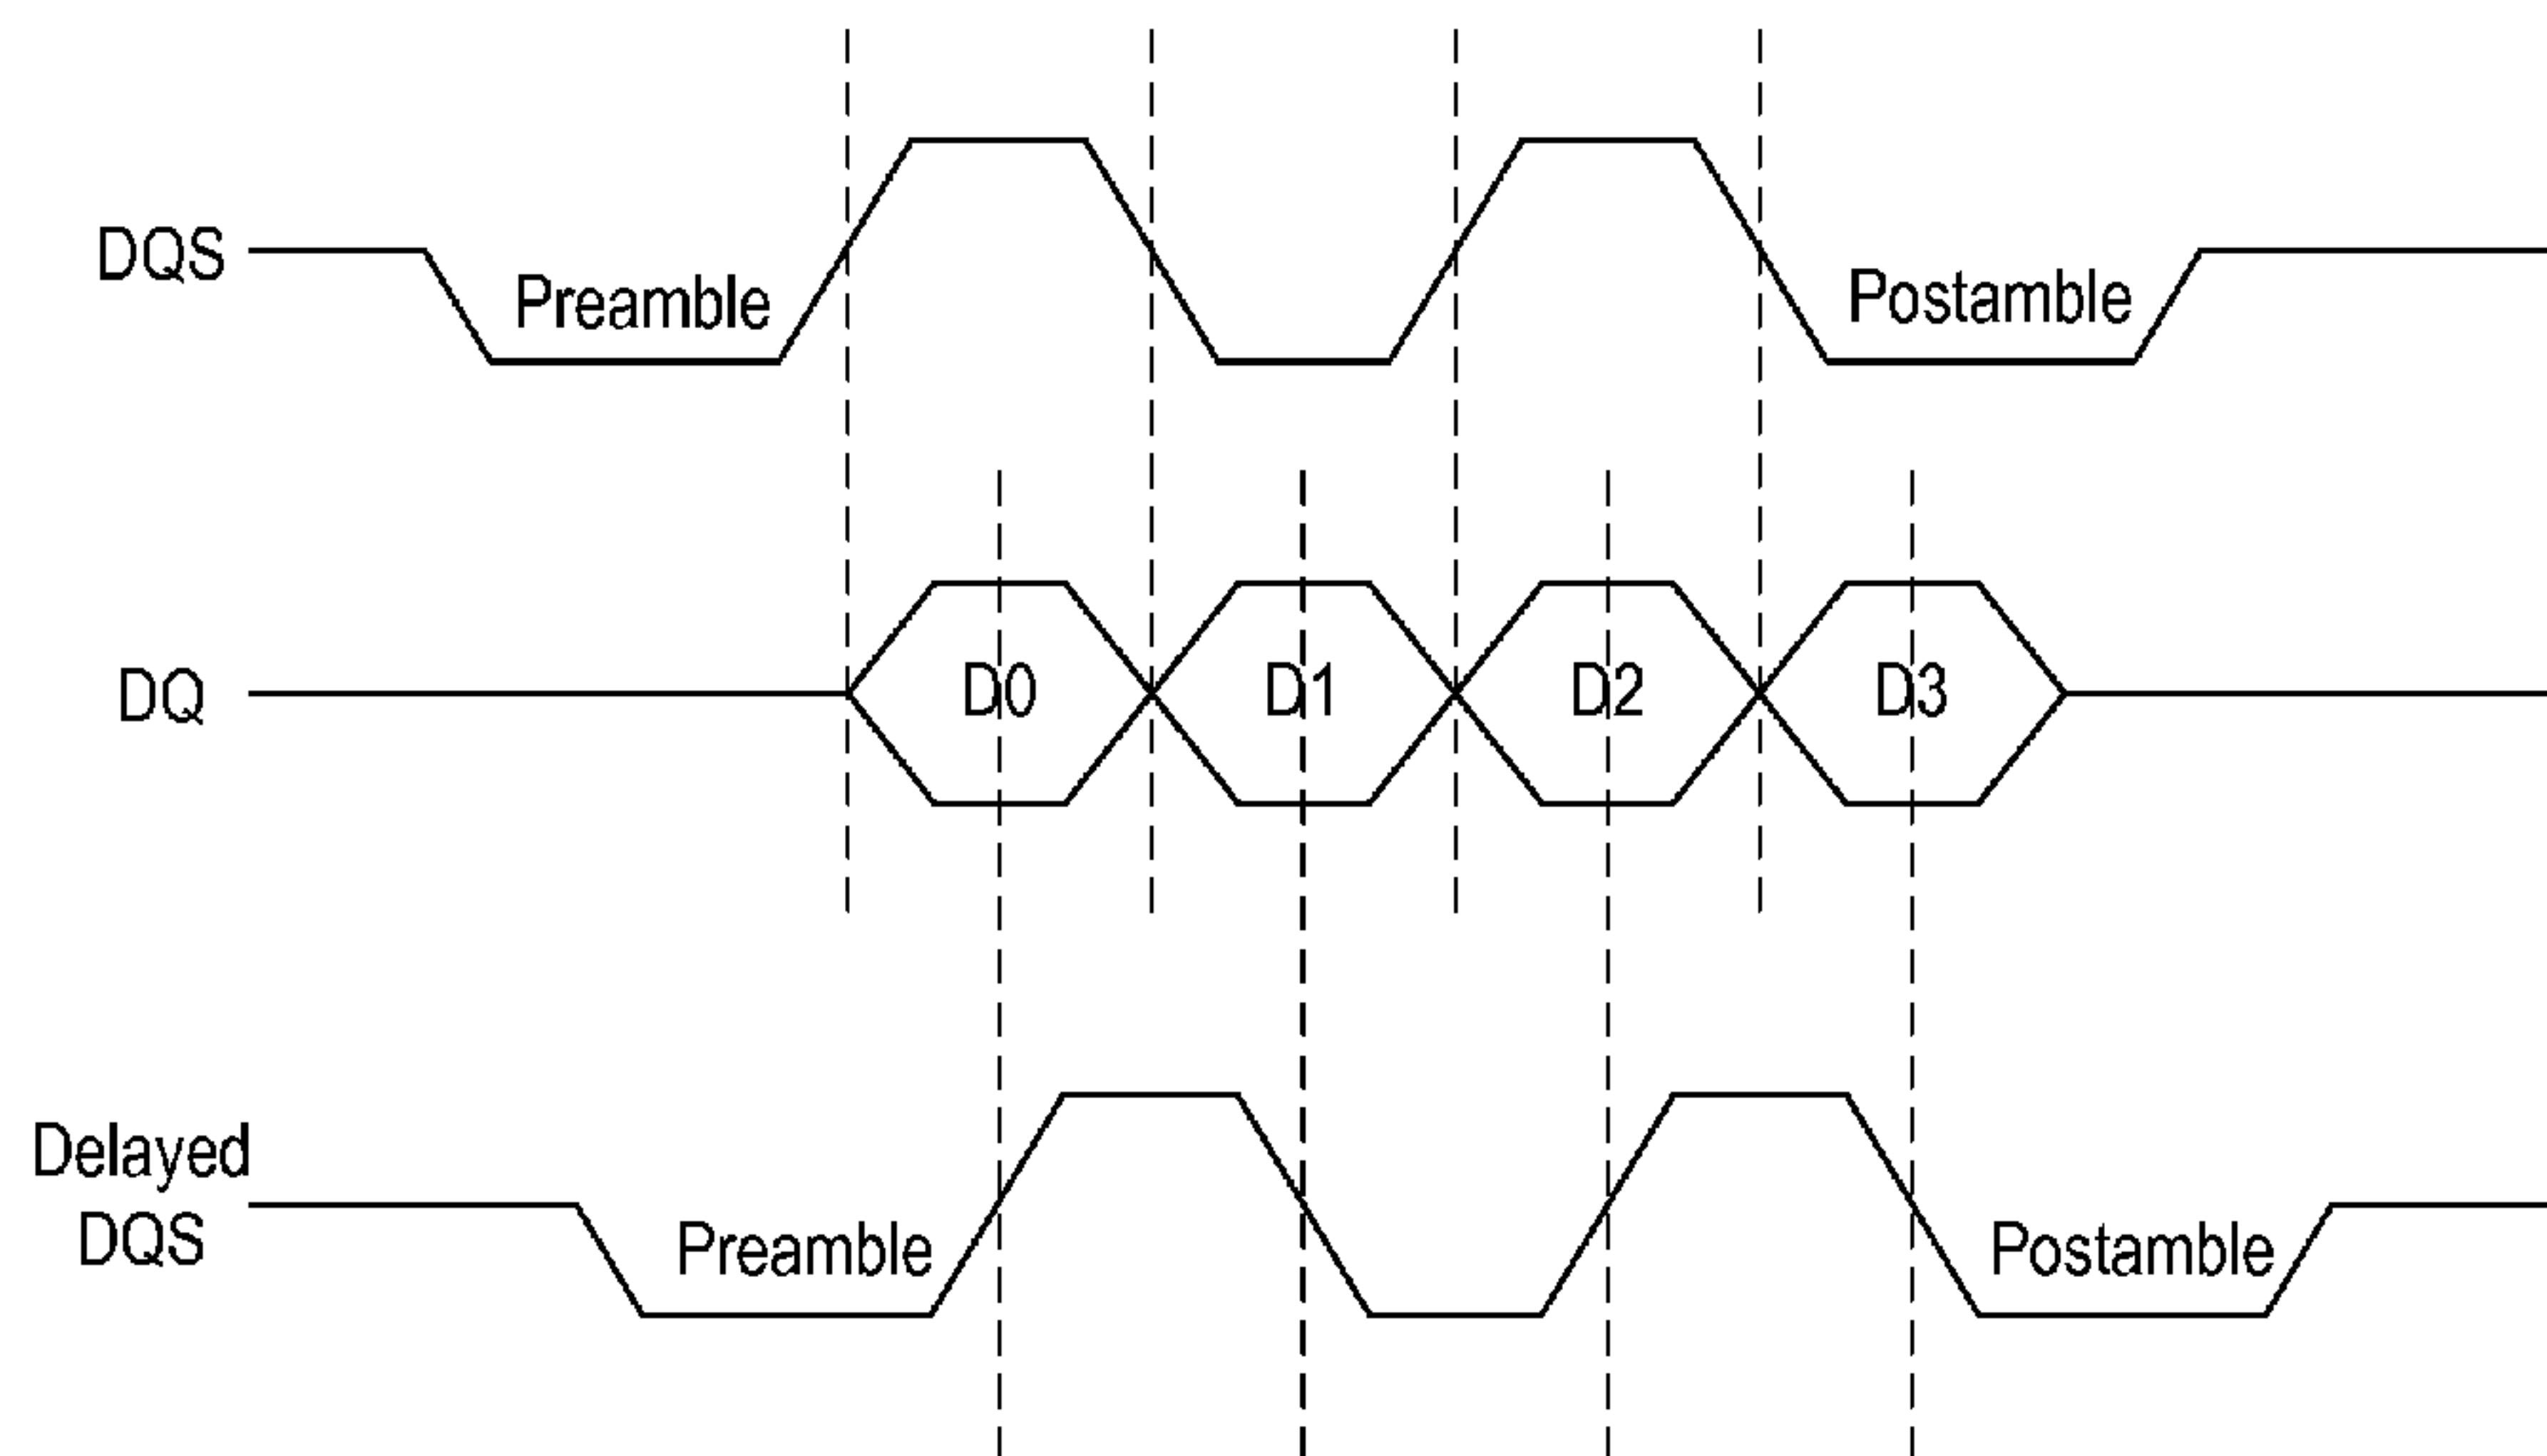 DQS
Preamble
Postamble
DQ
D0
D1
D2
D3
Delayed
DQS
Preamble
Postamble